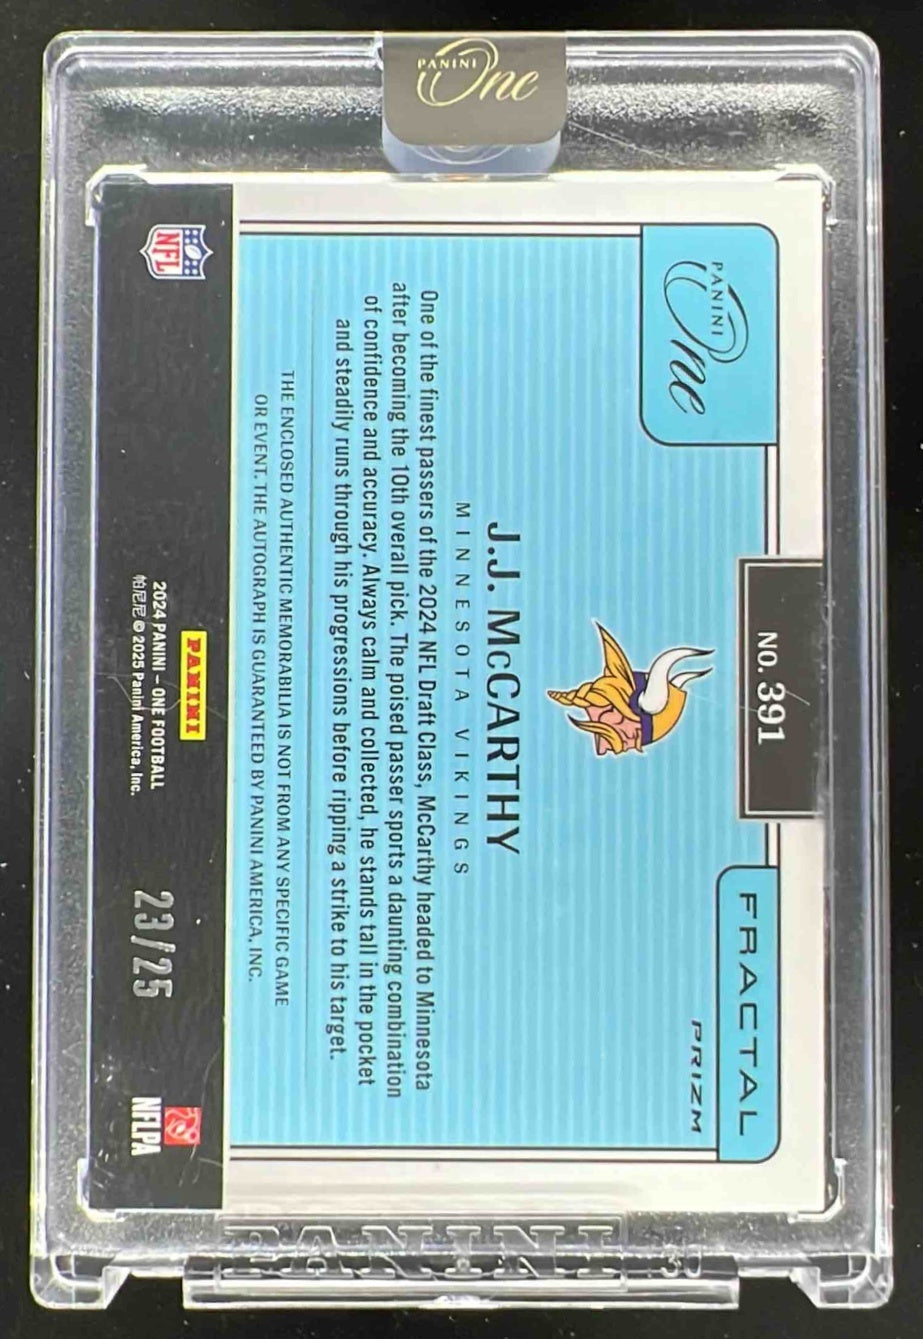 PANINI One
PANINI One
NO. 391
FRACTAL
PRIZM
J.J. McCARTHY
MINNESOTA VIKINGS
One of the finest passers of the 2024 NFL Draft Class, McCarthy headed to Minnesota
after becoming the 10th overall pick. The poised passer sports a daunting combination
of confidence and accuracy. Always calm and collected, he stands tall in the pocket
and steadily runs through his progressions before ripping a strike to his target.
THE ENCLOSED AUTHENTIC MEMORABILIA IS NOT FROM ANY SPECIFIC GAME
OR EVENT. THE AUTOGRAPH IS GUARANTEED BY PANINI AMERICA, INC.
NFL
PANINI
2024 PANINI – ONE FOOTBALL
帕尼尼 © 2025 Panini America, Inc.
23/25
NFLPA
PANINI